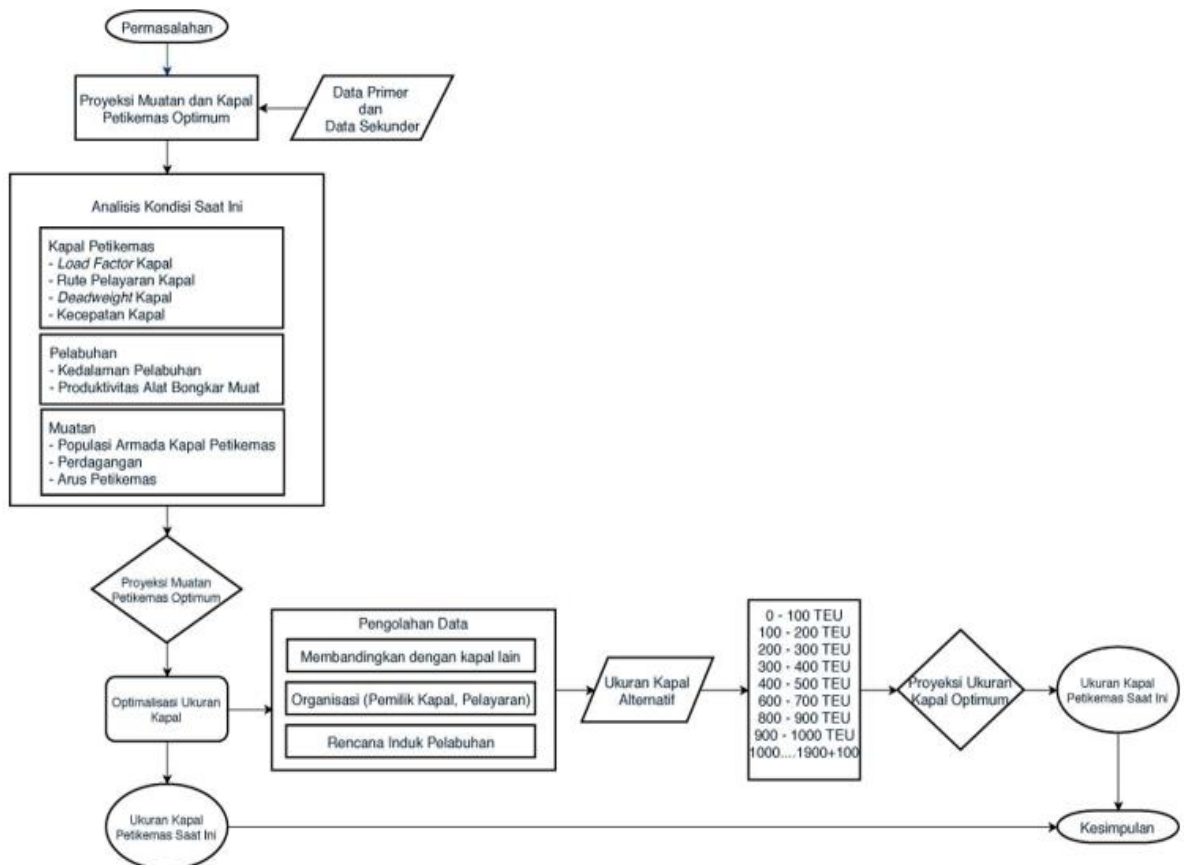 Permasalahan
Proyeksi Muatan dan Kapal
Petikemas Optimum
Data Primer
dan
Data Sekunder
Analisis Kondisi Saat Ini
Kapal Petikemas
- Load Factor Kapal
- Rute Pelayaran Kapal
- Deadweight Kapal
- Kecepatan Kapal
Pelabuhan
- Kedalaman Pelabuhan
- Produktivitas Alat Bongkar Muat
Muatan
- Populasi Armada Kapal Petikemas
- Perdagangan
- Arus Petikemas
Proyeksi Muatan
Petikemas Optimum
Optimalisasi Ukuran
Kapal
Pengolahan Data
Membandingkan dengan kapal lain
Organisasi (Pemilik Kapal, Pelayaran)
Rencana Induk Pelabuhan
Ukuran Kapal
Alternatif
0 - 100 TEU
100 - 200 TEU
200 - 300 TEU
300 - 400 TEU
400 - 500 TEU
600 - 700 TEU
800 - 900 TEU
900 - 1000 TEU
1000....1900+100
Proyeksi Ukuran
Kapal Optimum
Ukuran Kapal
Petikemas Saat Ini
Ukuran Kapal
Petikemas Saat Ini
Kesimpulan